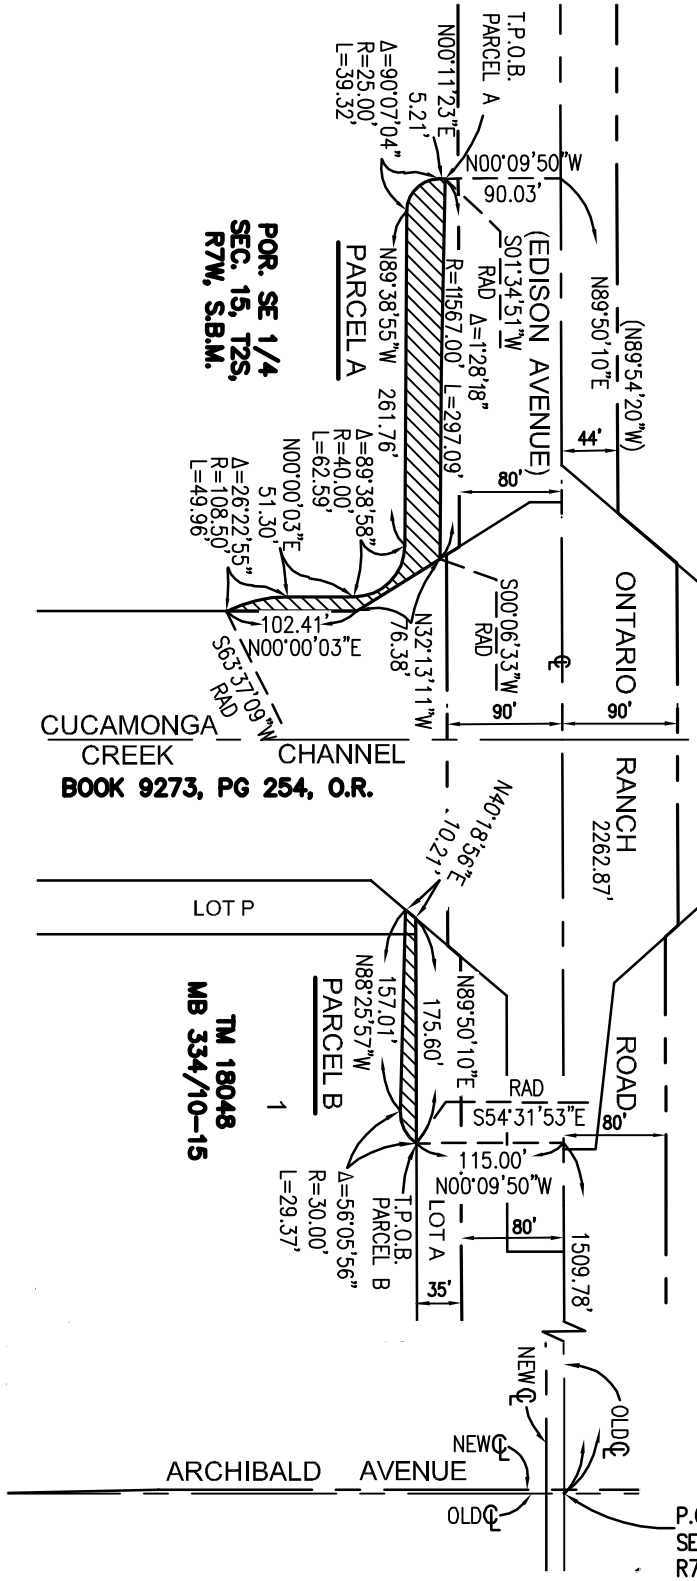 T.P.O.B.
PARCEL A
N00°11'23"E
5.21'
Δ=90°07'04"
R=25.00'
L=39.32'
N00°09'50"W
90.03'
(N89°54'20"W)
N89°50'10"E
(EDISON AVENUE)
S01°34'51"W
RAD
Δ=1°28'18"
R=11567.00' L=297.09'
44'
80'
PARCEL A
N89°38'55"W 261.76'
POR. SE 1/4
SEC. 15, T2S,
R7W, S.B.M.
Δ=89°38'58"
R=40.00'
L=62.59'
N00°00'03"E
51.30'
Δ=26°22'55"
R=108.50'
L=49.96'
102.41'
N00°00'03"E
S63°37'09"W
RAD
N32°13'11"W
76.38'
S00°06'33"W
RAD
ONTARIO RANCH ROAD
℄
90'
90'
CUCAMONGA
CREEK CHANNEL
BOOK 9273, PG 254, O.R.
2262.87'
N40°18'56"E
10.21'
LOT P
N89°50'10"E
175.60'
157.01'
N88°25'57"W
PARCEL B
TM 18048
MB 334/10-15
1
RAD
S54°31'53"E
80'
115.00'
N00°09'50"W
T.P.O.B.
PARCEL B
Δ=56°05'56"
R=30.00'
L=29.37'
LOT A
80'
35'
1509.78'
NEW ℄
OLD ℄
NEW ℄
ARCHIBALD AVENUE
OLD ℄
SE
R7